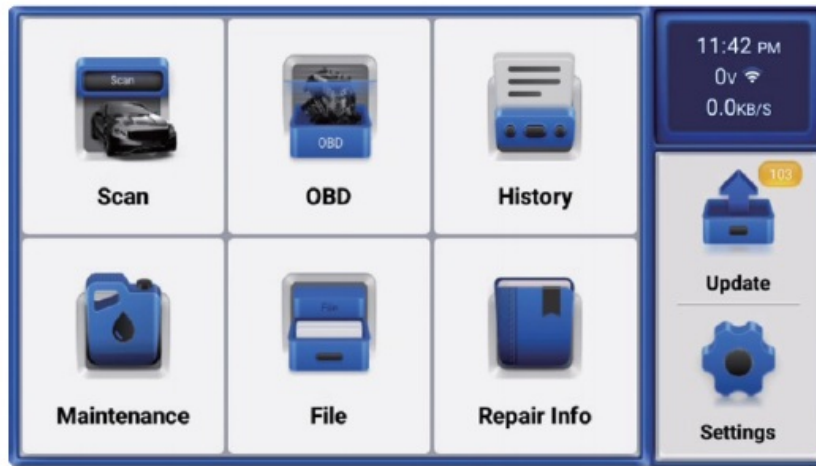 Scan
OBD
Scan
OBD
History
File
Maintenance
File
Repair Info
11:42 PM
0V
0.0KB/S
103
Update
Settings